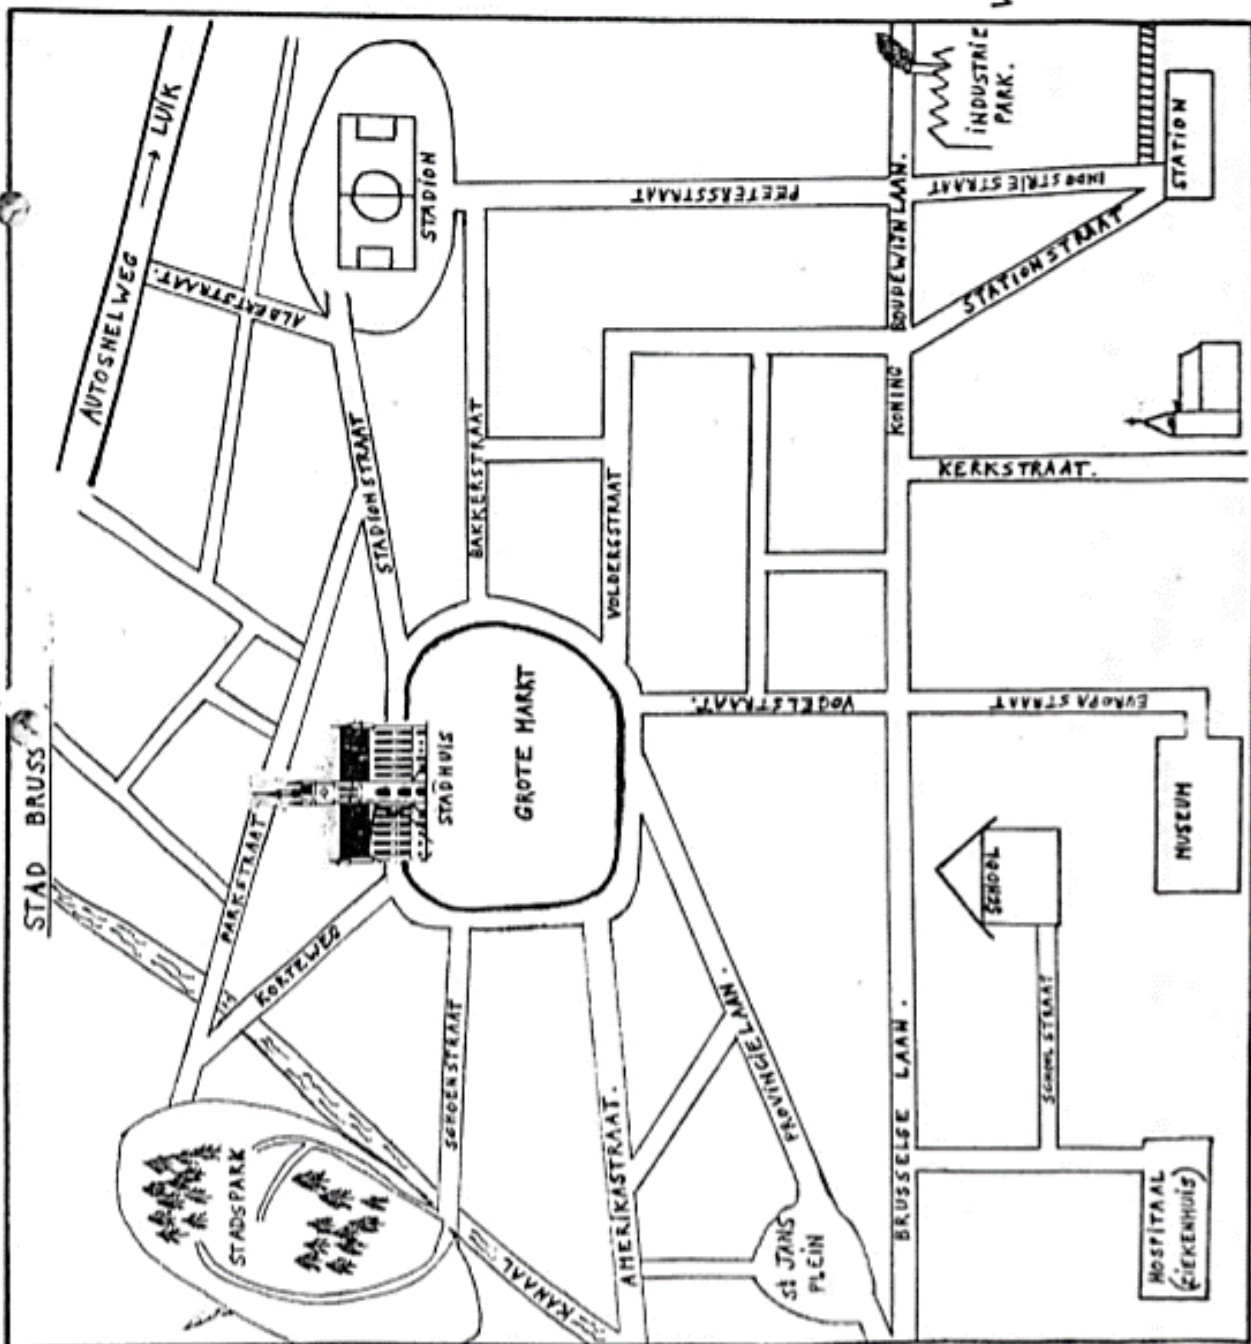 STAD BRUSS
AUTOSNELWEG → LUIK
ALBERTSTRAAT.
STADION
STADIONSTRAAT
PARKSTRAAT
KORTEWEG
STADHUIS
GROTE MARKT
BAKKERSTRAAT
VOLDERSSTRAAT
PEETERSSTRAAT
KONING BOUDEWIJNLAAN.
INDUSTRIE
PARK.
INDUSTRIESTRAAT
STATION
STATIONSTRAAT
KERKSTRAAT.
VOGELSTRAAT.
EUROPASTRAAT
MUSEUM
SCHOOL
SCHOOLSTRAAT
BRUSSELSE LAAN.
PROVINCIELAAN.
SCHOENSTRAAT
AMERIKASTRAAT.
St JANS
PLEIN
STADSPARK
KANAAL
HOSPITAAL
(ZIEKENHUIS)